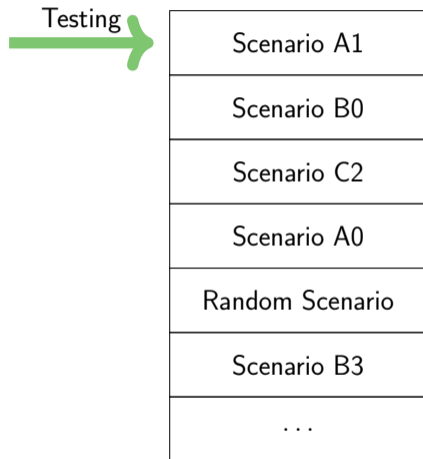 Testing
Scenario A1
Scenario B0
Scenario C2
Scenario A0
Random Scenario
Scenario B3
...